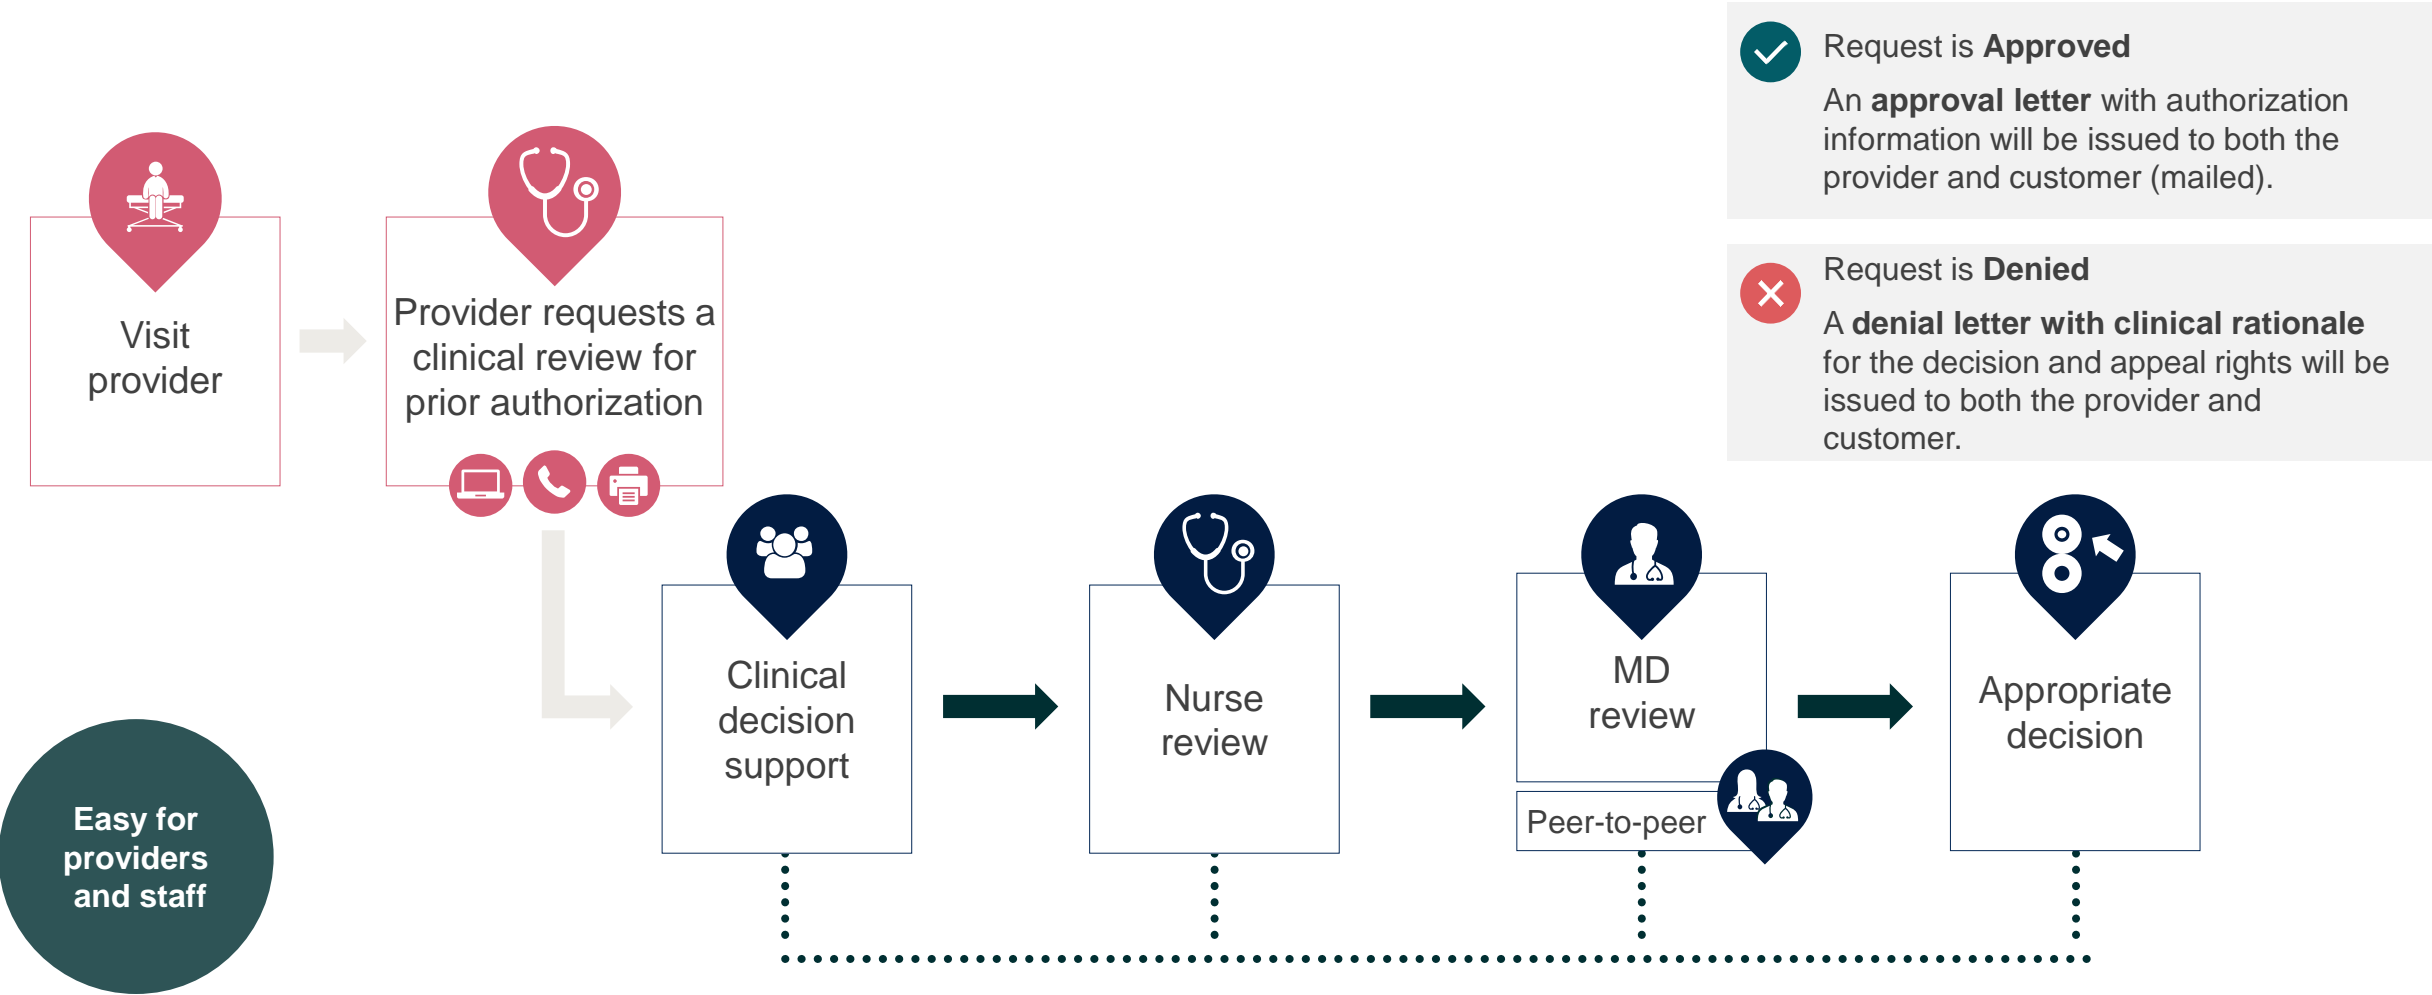 Request is Approved
An approval letter with authorization
information will be issued to both the
provider and customer (mailed).
Request is Denied
A denial letter with clinical rationale
for the decision and appeal rights will be
issued to both the provider and
customer.
Visit
provider
Provider requests a
clinical review for
prior authorization
Clinical
decision
support
Nurse
review
MD
review
Peer-to-peer
Appropriate
decision
Easy for
providers
and staff